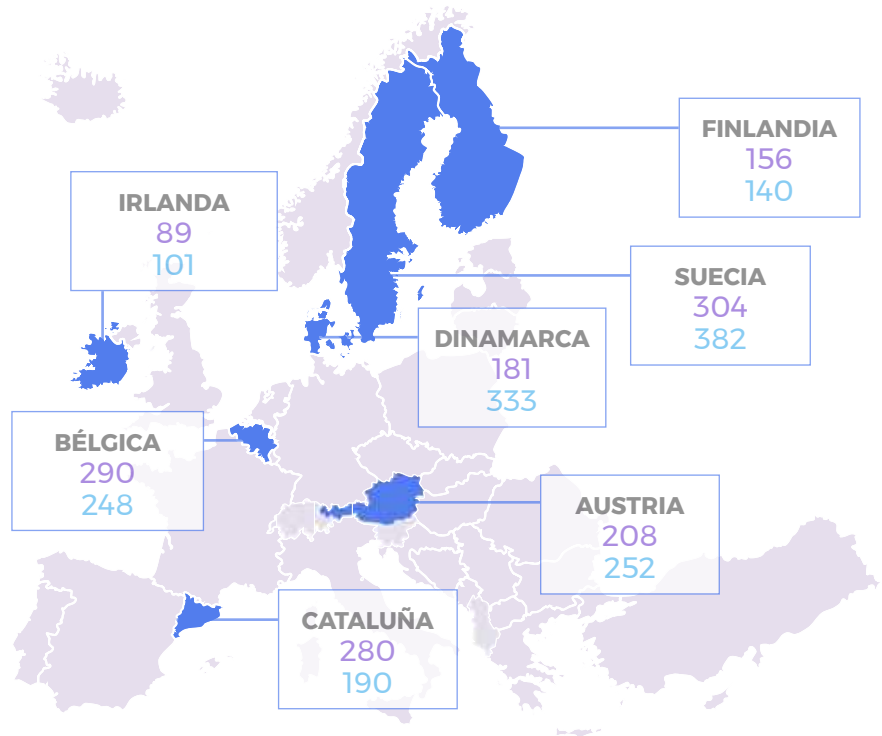 FINLANDIA
156
140
IRLANDA
89
101
SUECIA
304
382
DINAMARCA
181
333
BÉLGICA
290
248
AUSTRIA
208
252
CATALUÑA
280
190